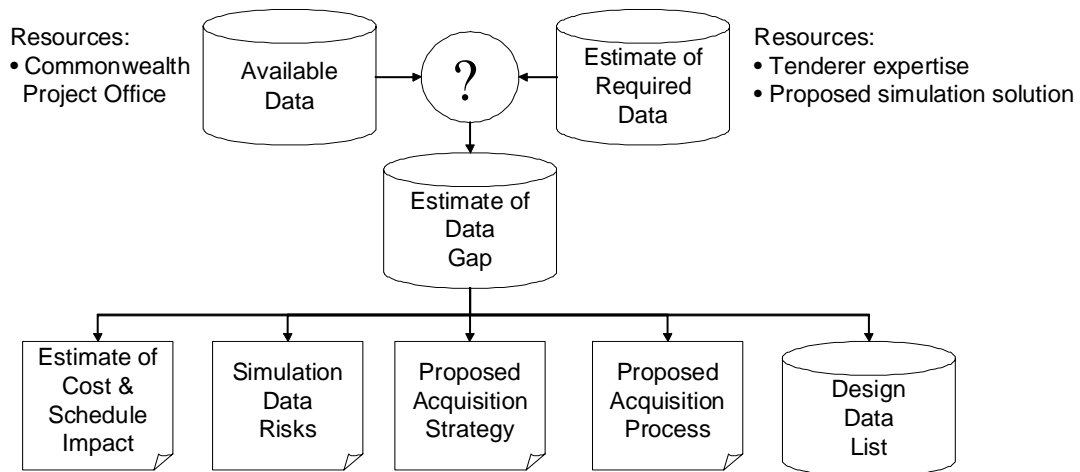 Resources:
• Commonwealth
Project Office
Available
Data
?
Estimate of
Required
Data
Resources:
• Tenderer expertise
• Proposed simulation solution
Estimate of
Data
Gap
Estimate of
Cost &
Schedule
Impact
Simulation
Data
Risks
Proposed
Acquisition
Strategy
Proposed
Acquisition
Process
Design
Data
List